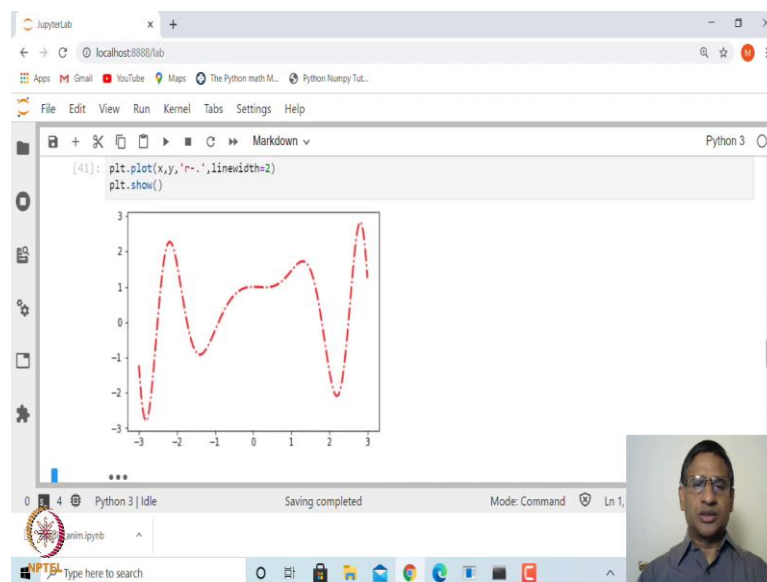 JupyterLab
localhost:8888/lab
M
Apps Gmail YouTube Maps The Python math M... Python Numpy Tut...
File Edit View Run Kernel Tabs Settings Help
Markdown Python 3
[41]: plt.plot(x,y,'r-.',linewidth=2)
plt.show()
3
2
1
0
−1
−2
−3
−3 −2 −1 0 1 2 3
0 4 Python 3 | Idle Saving completed Mode: Command Ln 1,
anim.ipynb
NPTEL Type here to search